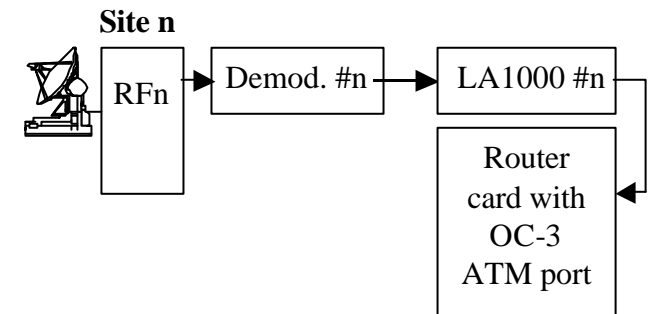 Site n
RFn
Demod. #n
LA1000 #n
Router
card with
OC-3
ATM port